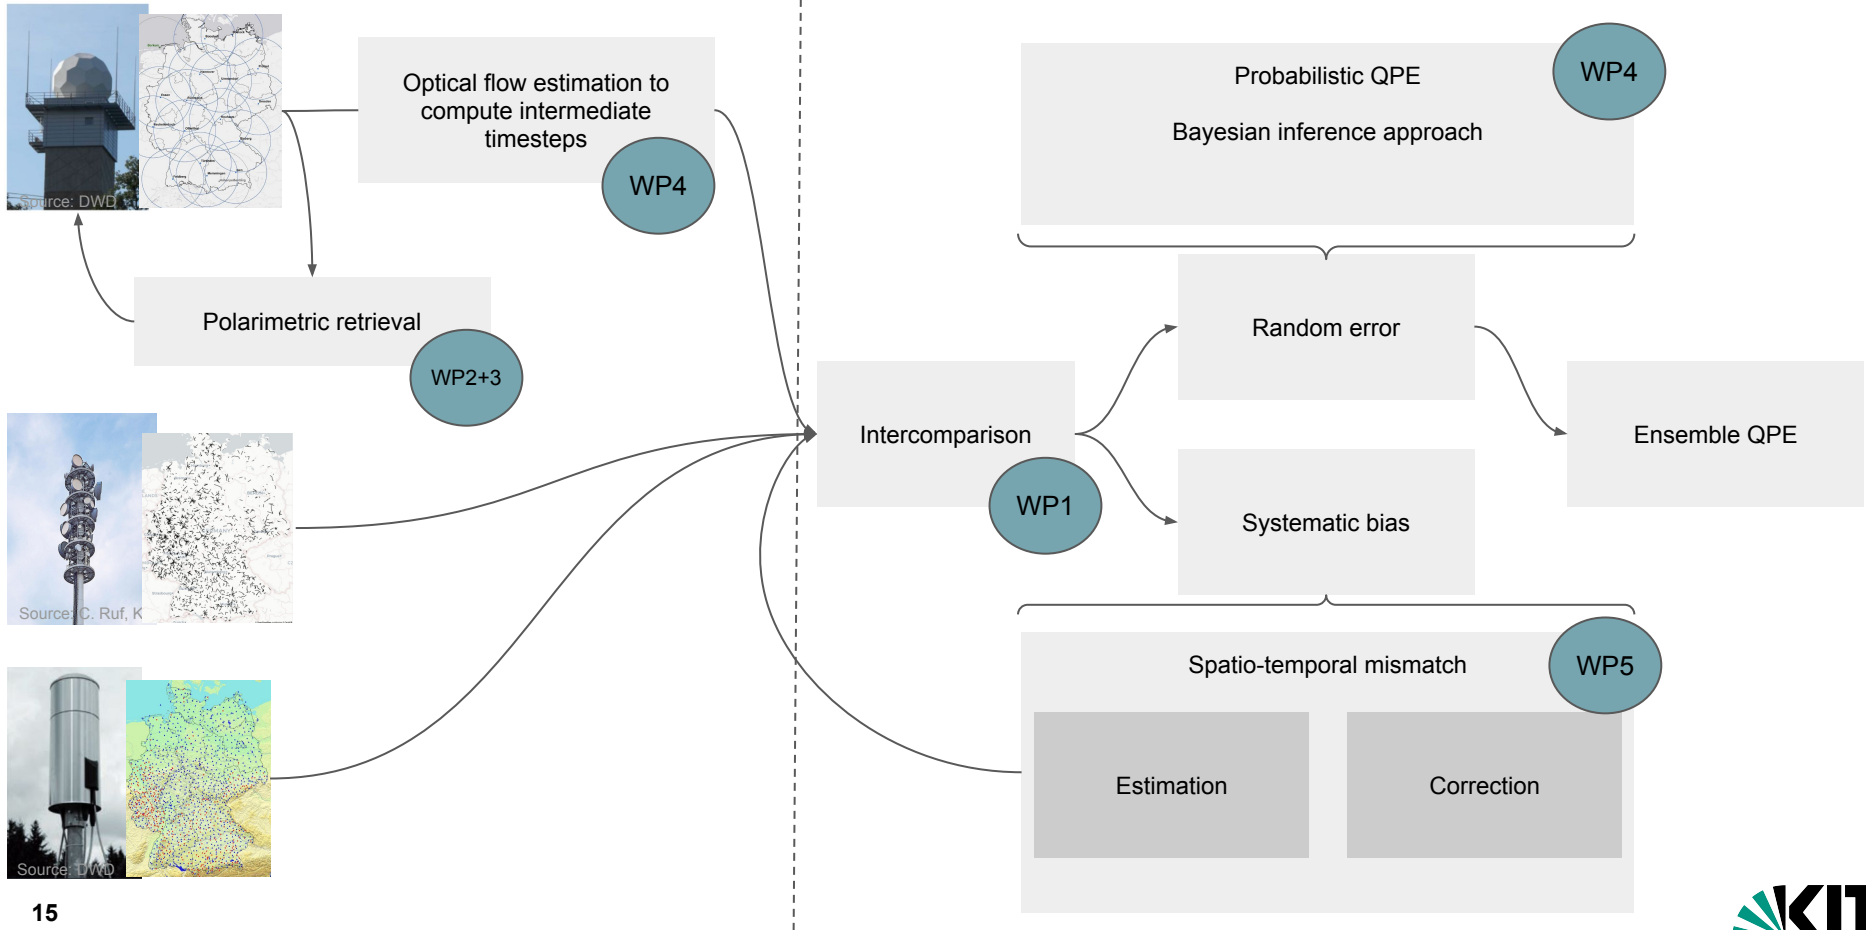 Source: DWD
Optical flow estimation to
compute intermediate
timesteps
WP4
Polarimetric retrieval
WP2+3
Source: C. Ruf, K
Source: DWD
15
Probabilistic QPE
Bayesian inference approach
WP4
Random error
Intercomparison
WP1
Ensemble QPE
Systematic bias
Spatio-temporal mismatch
WP5
Estimation
Correction
KIT